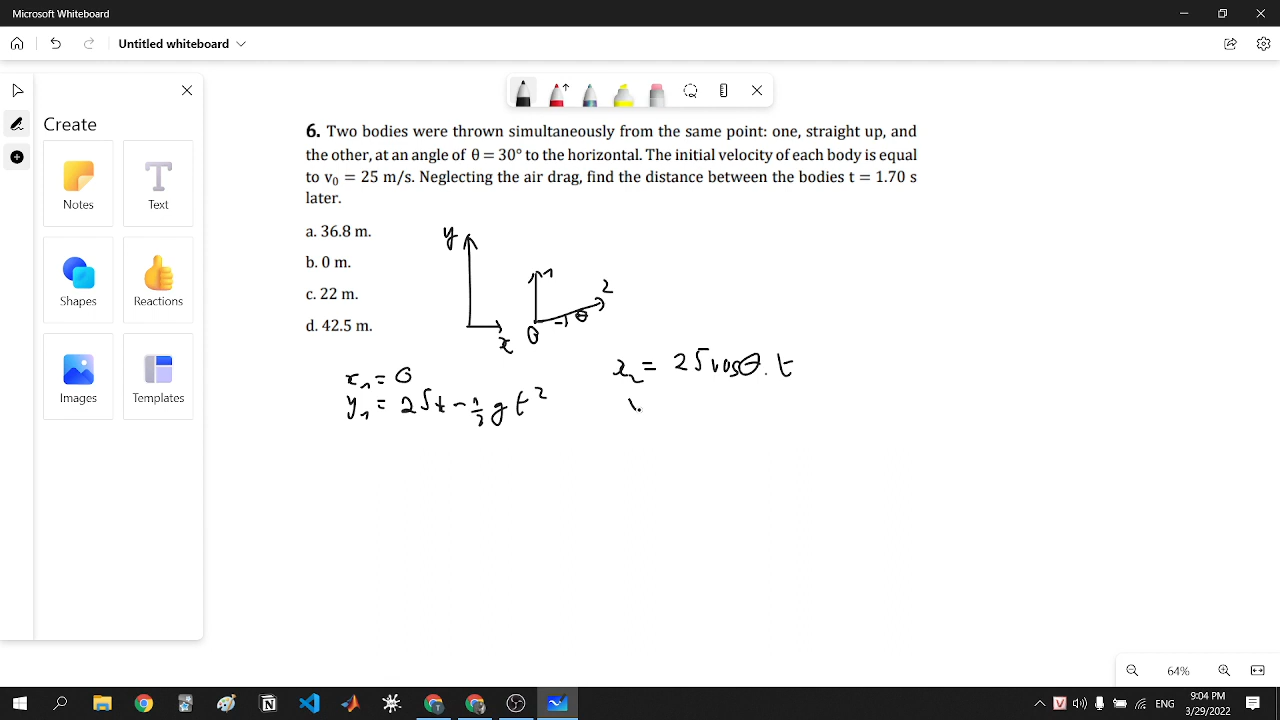 Microsoft Whiteboard
Untitled whiteboard
Create
Notes
Text
Shapes
Reactions
Images
Templates
6. Two bodies were thrown simultaneously from the same point: one, straight up, and
the other, at an angle of θ = 30° to the horizontal. The initial velocity of each body is equal
to v₀ = 25 m/s. Neglecting the air drag, find the distance between the bodies t = 1.70 s
later.
a. 36.8 m.
b. 0 m.
c. 22 m.
d. 42.5 m.
y
x
1
2
θ
0
x₁ = 0
y₁ = 25t - 1/2 g t²
x₂ = 25cosθ. t
64%
9:04 PM
3/29/2022